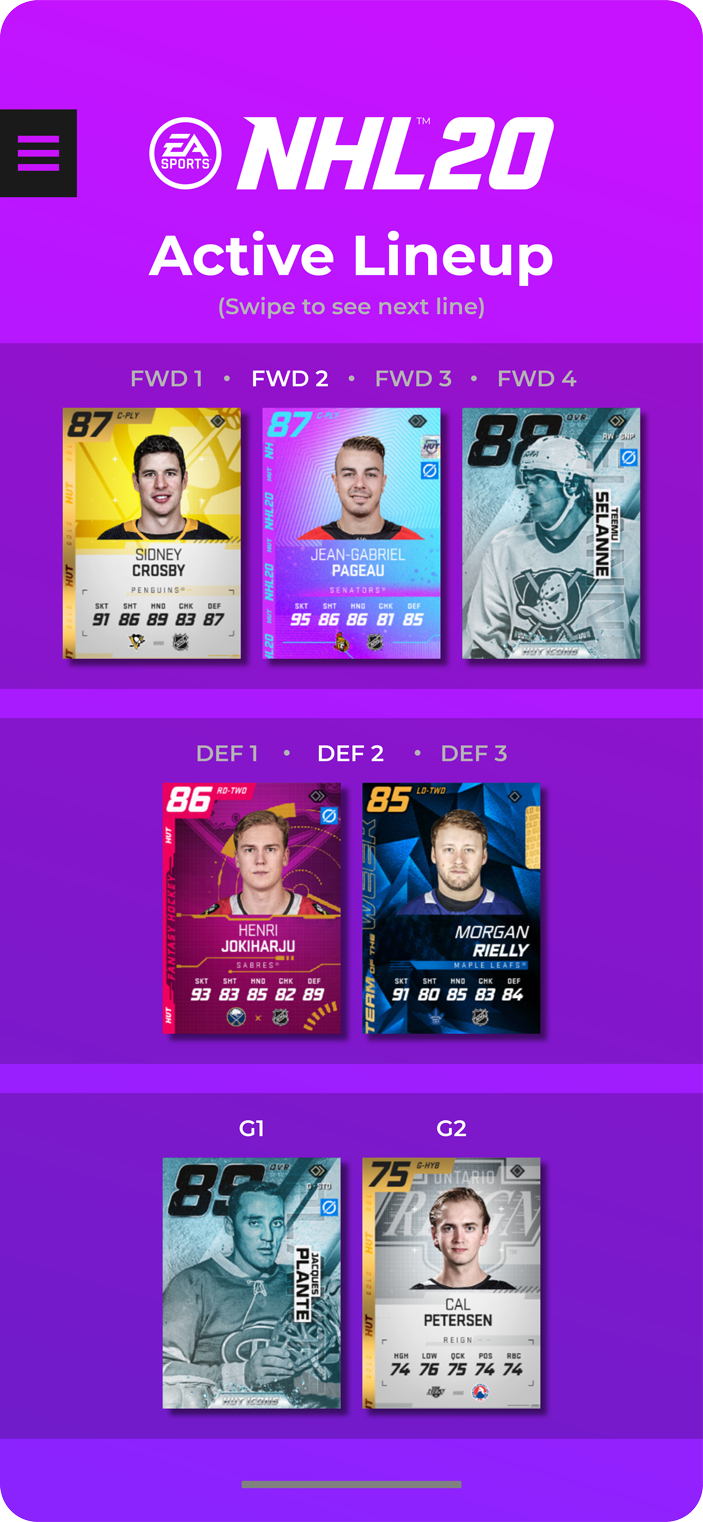 EA SPORTS NHL 20™
Active Lineup
(Swipe to see next line)
FWD 1 • FWD 2 • FWD 3 • FWD 4
87 C-PLY
HUT
SIDNEY
CROSBY
PENGUINS
SKT SHT HND CHK DEF
91 86 89 83 87
87 C-PLY
NHL20 HUT
JEAN-GABRIEL
PAGEAU
SENATORS
SKT SHT HND CHK DEF
95 86 86 81 85
88 OVR
RW-SNP
TEEMU
SELANNE
HUT ICONS
DEF 1 • DEF 2 • DEF 3
86 RD-TWO
HUT FANTASY HOCKEY HUT
HENRI
JOKIHARJU
SABRES
SKT SHT HND CHK DEF
93 83 85 82 89
85 LD-TWO
TEAM OF THE WEEK
MORGAN
RIELLY
MAPLE LEAFS
SKT SHT HND CHK DEF
91 80 85 83 84
G1 G2
89 OVR
G-STD
JACQUES
PLANTE
HUT ICONS
75 G-HYB
ONTARIO
REIGN
HUT
CAL
PETERSEN
REIGN
HGH LOW QCK POS RBC
74 76 75 74 74